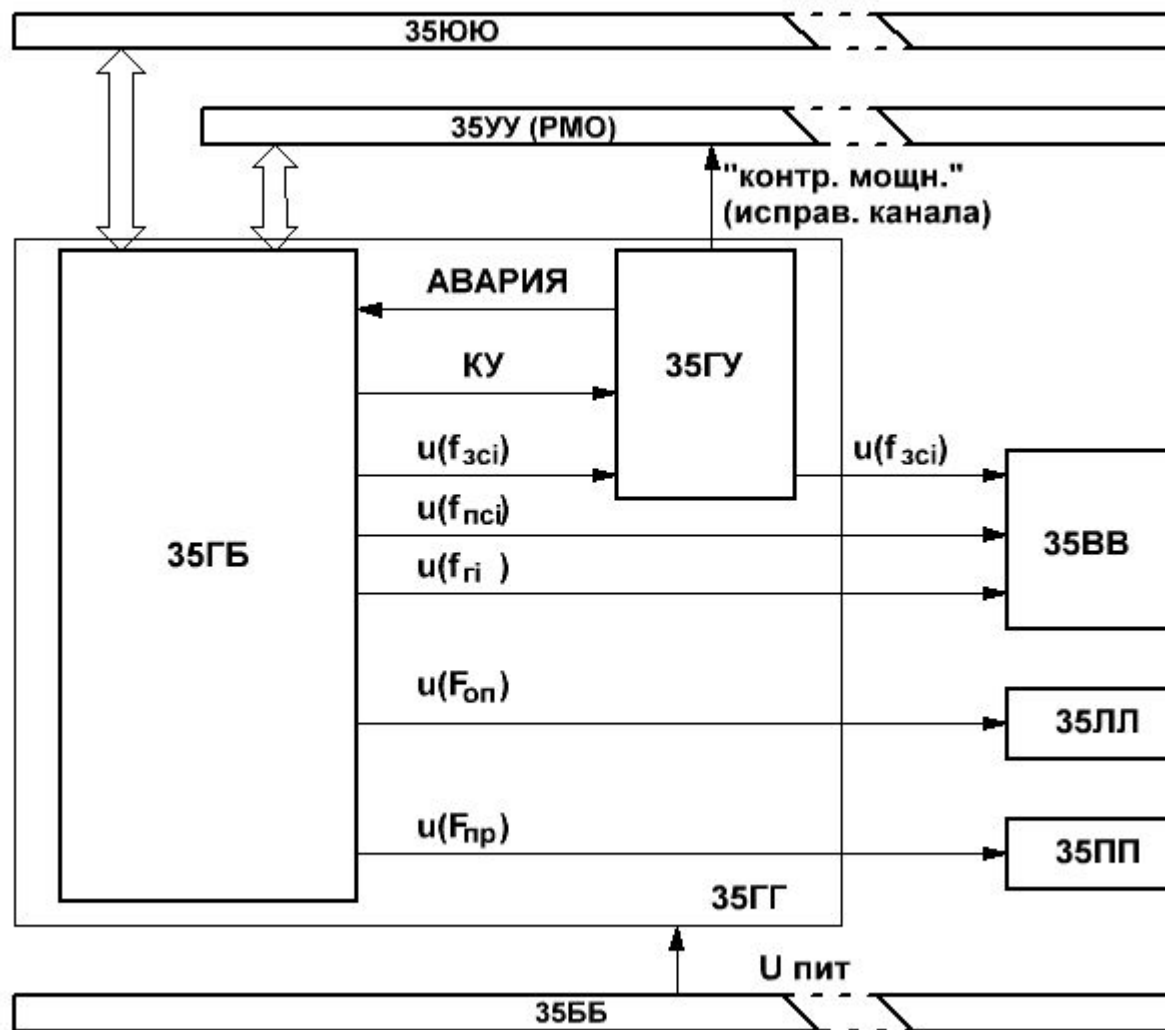 35ЮЮ
35УУ (РМО)
"контр. мощн."
(исправ. канала)
АВАРИЯ
КУ
35ГУ
u(fзсi)
u(fзсi)
u(fпсi)
35ГБ
35ВВ
u(fгi )
u(Fоп)
35ЛЛ
u(Fпр)
35ПП
35ГГ
U пит
35ББ